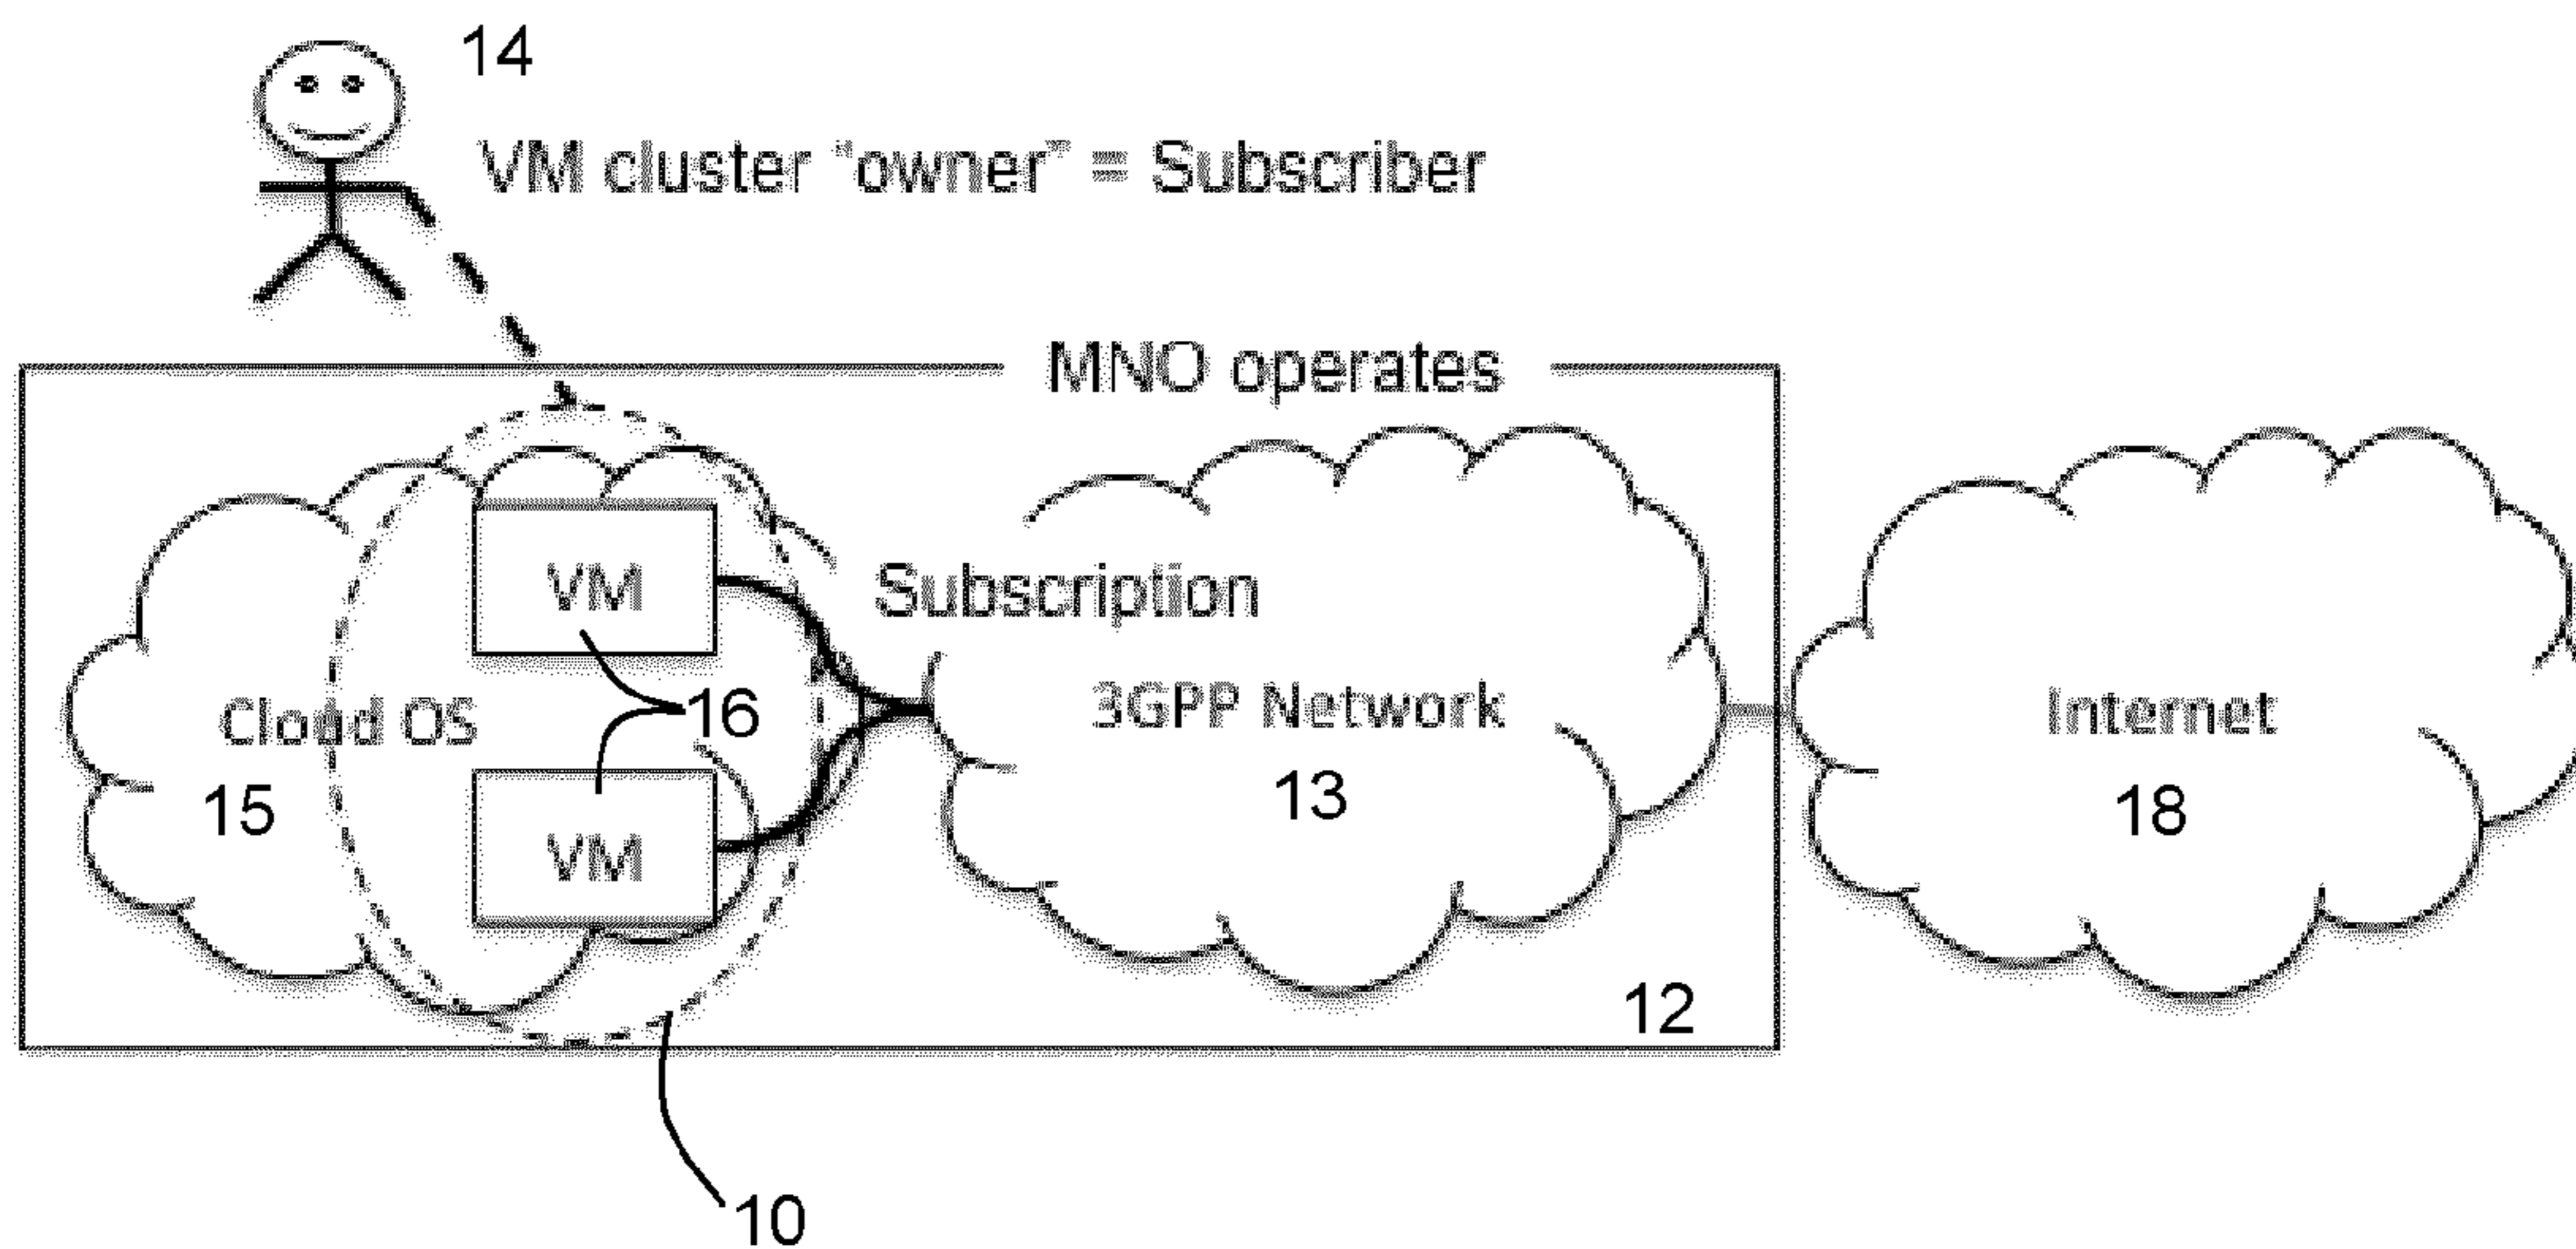 14
VM cluster "owner" = Subscriber
MNO operates
VM
Subscription
Cloud OS
16
3GPP Network
Internet
15
13
18
VM
12
10